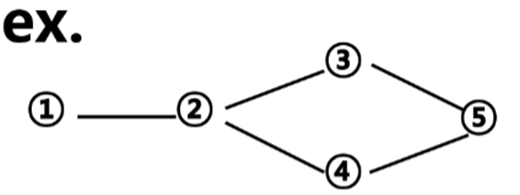 ex.
③
① ② ⑤
④